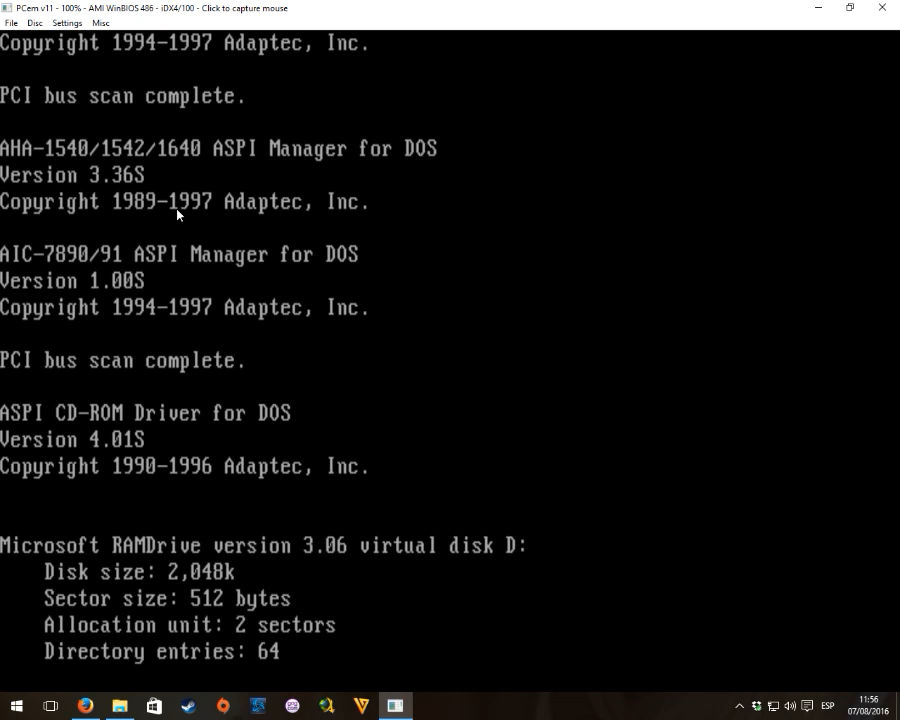 PCem v11 - 100% - AMI WinBIOS 486 - iDX4/100 - Click to capture mouse
File Disc Settings Misc
Copyright 1994-1997 Adaptec, Inc.
PCI bus scan complete.
AHA-1540/1542/1640 ASPI Manager for DOS
Version 3.36S
Copyright 1989-1997 Adaptec, Inc.
AIC-7890/91 ASPI Manager for DOS
Version 1.00S
Copyright 1994-1997 Adaptec, Inc.
PCI bus scan complete.
ASPI CD-ROM Driver for DOS
Version 4.01S
Copyright 1990-1996 Adaptec, Inc.
Microsoft RAMDrive version 3.06 virtual disk D:
Disk size: 2,048k
Sector size: 512 bytes
Allocation unit: 2 sectors
Directory entries: 64
ESP
11:56
07/08/2016